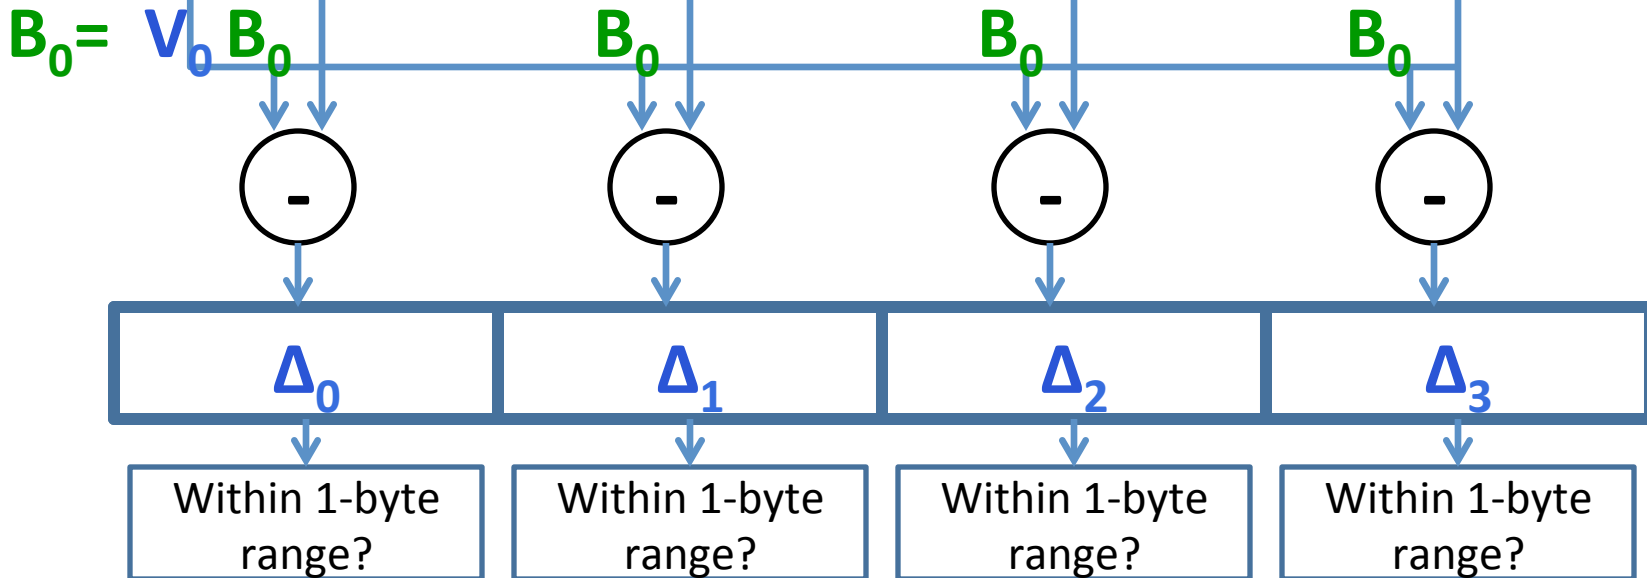 B₀= V₀ B₀ B₀ B₀ B₀
- - - -
Δ₀ Δ₁ Δ₂ Δ₃
Within 1-byte
range?
Within 1-byte
range?
Within 1-byte
range?
Within 1-byte
range?